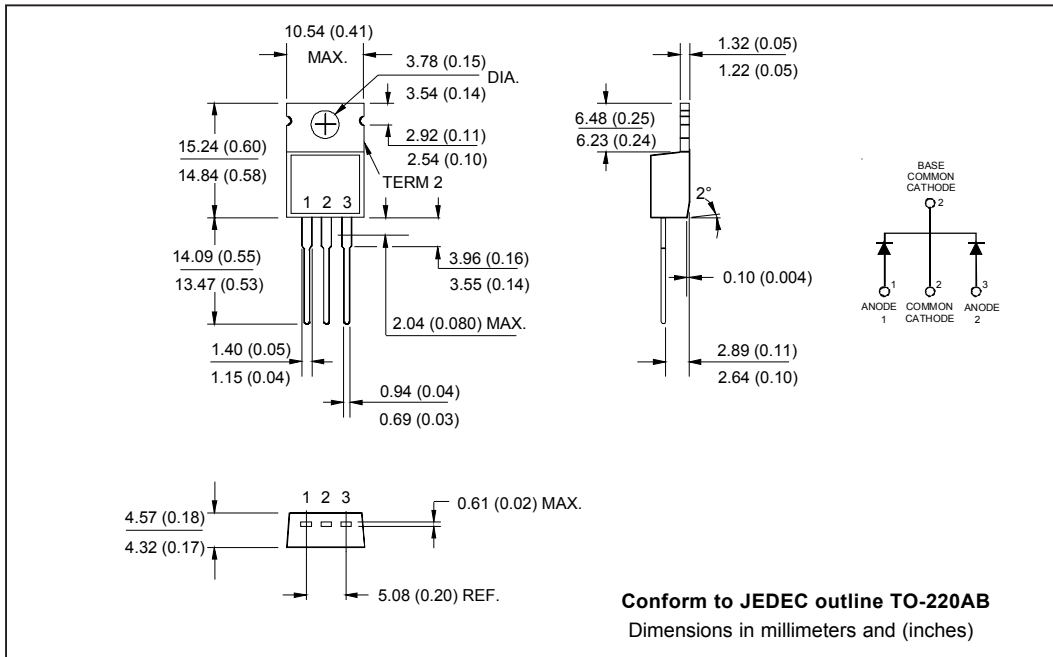 10.54 (0.41)
MAX.
3.78 (0.15)
DIA.
3.54 (0.14)
2.92 (0.11)
2.54 (0.10)
15.24 (0.60)
14.84 (0.58)
TERM 2
1 2 3
14.09 (0.55)
13.47 (0.53)
3.96 (0.16)
3.55 (0.14)
2.04 (0.080) MAX.
1.40 (0.05)
1.15 (0.04)
0.94 (0.04)
0.69 (0.03)
1.32 (0.05)
1.22 (0.05)
6.48 (0.25)
6.23 (0.24)
2°
0.10 (0.004)
2.89 (0.11)
2.64 (0.10)
BASE
COMMON
CATHODE
2
1 2 3
ANODE COMMON ANODE
1 CATHODE 2
1 2 3
4.57 (0.18)
4.32 (0.17)
0.61 (0.02) MAX.
5.08 (0.20) REF.
Conform to JEDEC outline TO-220AB
Dimensions in millimeters and (inches)